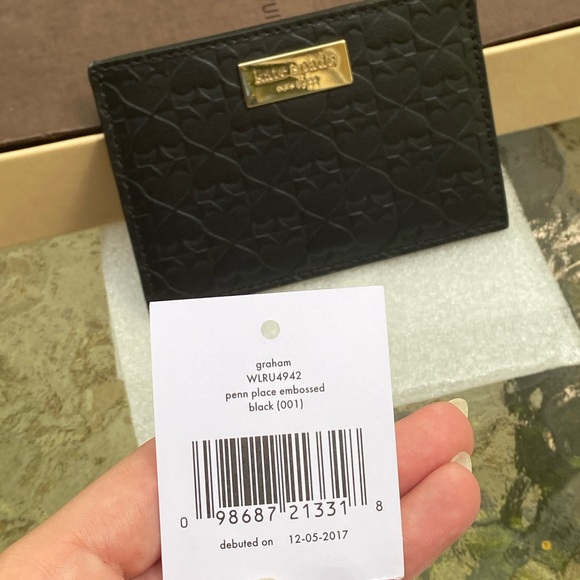 kate spade
NEW YORK
graham
WLRU4942
penn place embossed
black (001)
0 98687 21331 8
debuted on 12-05-2017